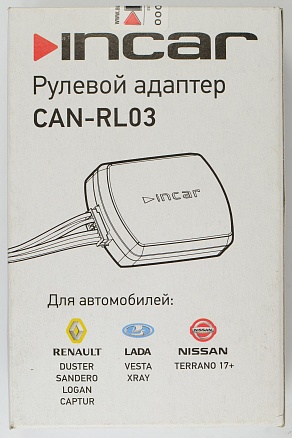 INCAR
Рулевой адаптер
CAN-RL03
INCAR
Для автомобилей:
RENAULT
DUSTER
SANDERO
LOGAN
CAPTUR
LADA
VESTA
XRAY
NISSAN
NISSAN
TERRANO 17+